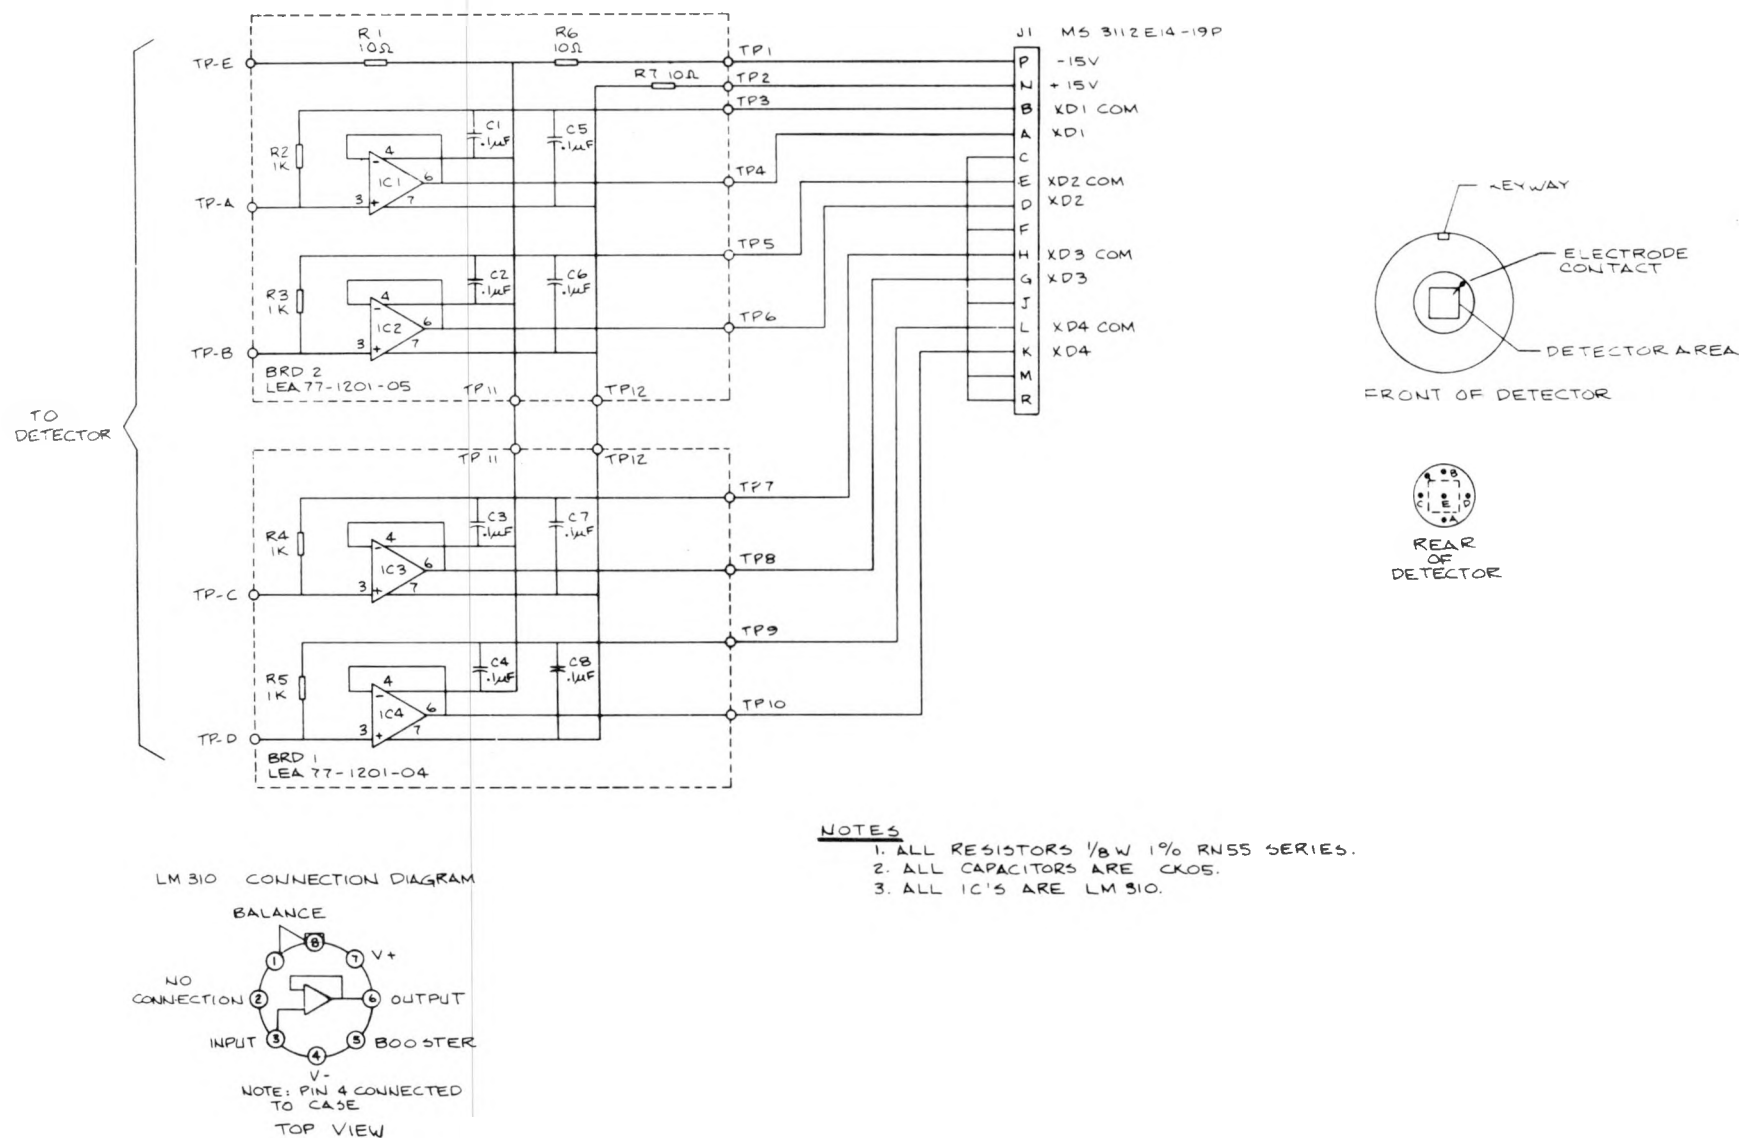 R1
10Ω
R6
10Ω
TP-E
TP1
R7 10Ω
TP2
TP3
C1
.1µF
C5
.1µF
R2
1K
4
-
IC1
6
3
+
7
TP4
TP-A
TP5
C2
.1µF
C6
.1µF
R3
1K
4
-
IC2
6
3
+
7
TP6
TP-B
BRD 2
LEA 77-1201-05
TP11
TP12
TO
DETECTOR
TP 11
TP12
TP7
C3
.1µF
C7
.1µF
R4
1K
4
-
IC3
6
3
+
7
TP8
TP-C
TP9
C4
.1µF
C8
.1µF
R5
1K
4
-
IC4
6
3
+
7
TP10
TP-D
BRD 1
LEA 77-1201-04
J1 MS 3112E14-19P
P -15V
N +15V
B XD1 COM
A XD1
C
E XD2 COM
D XD2
F
H XD3 COM
G XD3
J
L XD4 COM
K XD4
M
R
KEYWAY
ELECTRODE
CONTACT
DETECTOR AREA
FRONT OF DETECTOR
B
C E D
A
REAR
OF
DETECTOR
NOTES
1. ALL RESISTORS 1/8 W 1% RN55 SERIES.
2. ALL CAPACITORS ARE CK05.
3. ALL IC'S ARE LM 310.
LM 310 CONNECTION DIAGRAM
BALANCE
8
1
7 V+
NO
CONNECTION 2
6 OUTPUT
INPUT 3
5 BOOSTER
4
V-
NOTE: PIN 4 CONNECTED
TO CASE
TOP VIEW